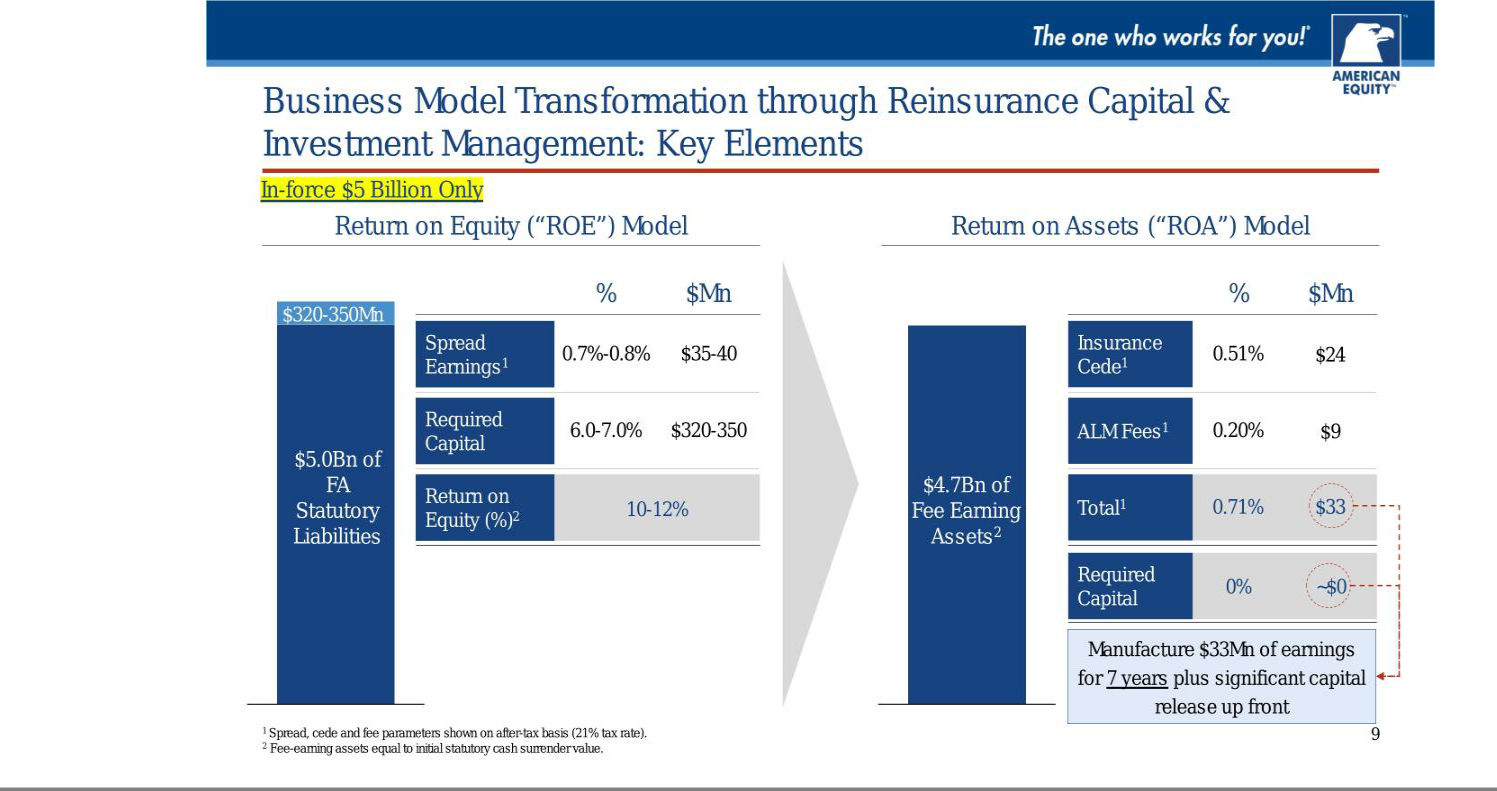 The one who works for you!®
AMERICAN
EQUITY™
Business Model Transformation through Reinsurance Capital &
Investment Management: Key Elements
In-force $5 Billion Only
Return on Equity (“ROE”) Model
% $Mn
$320-350Mn
$5.0Bn of
FA
Statutory
Liabilities
Spread
Earnings¹ 0.7%-0.8% $35-40
Required
Capital 6.0-7.0% $320-350
Return on
Equity (%)² 10-12%
Return on Assets (“ROA”) Model
% $Mn
$4.7Bn of
Fee Earning
Assets²
Insurance
Cede¹ 0.51% $24
ALM Fees¹ 0.20% $9
Total¹ 0.71% $33
Required
Capital 0% ~$0
Manufacture $33Mn of earnings
for 7 years plus significant capital
release up front
¹ Spread, cede and fee parameters shown on after-tax basis (21% tax rate).
² Fee-earning assets equal to initial statutory cash surrender value.
9